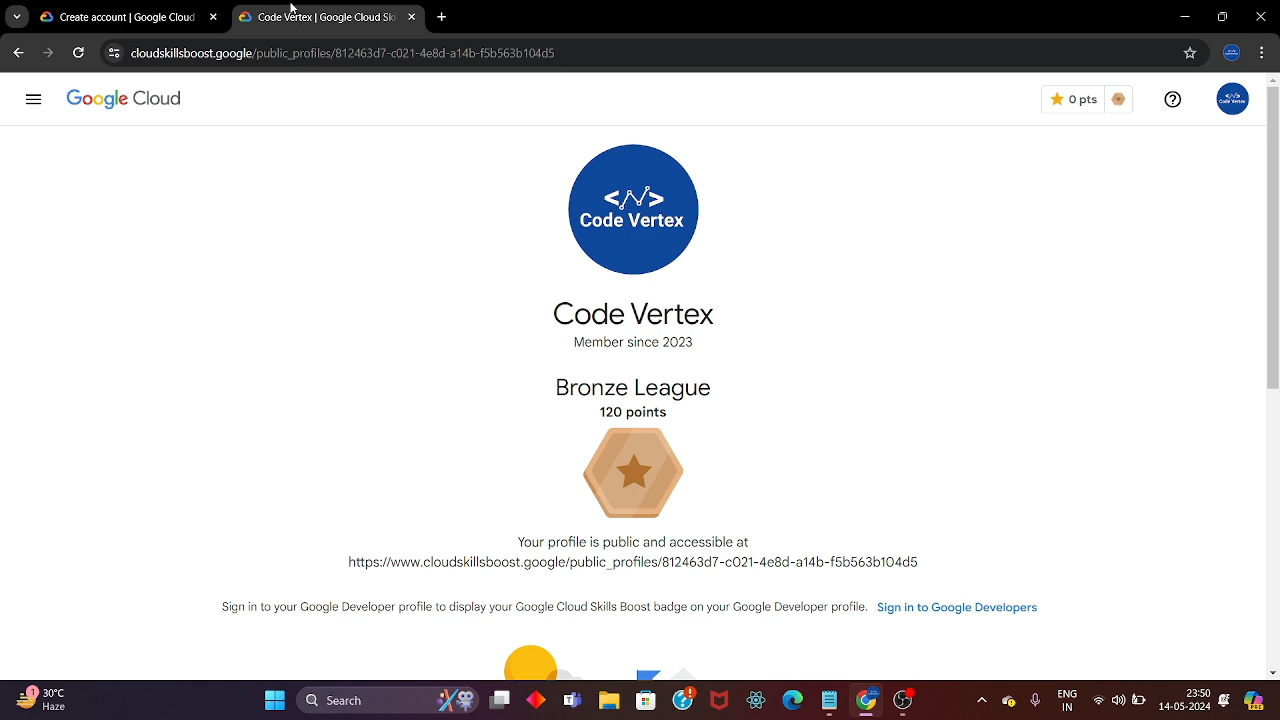 Create account | Google Cloud
Code Vertex | Google Cloud Skil
cloudskillsboost.google/public_profiles/812463d7-c021-4e8d-a14b-f5b563b104d5
Google Cloud
0 pts
</> Code Vertex
Code Vertex
Code Vertex
Member since 2023
Bronze League
120 points
Your profile is public and accessible at
https://www.cloudskillsboost.google/public_profiles/812463d7-c021-4e8d-a14b-f5b563b104d5
Sign in to your Google Developer profile to display your Google Cloud Skills Boost badge on your Google Developer profile. Sign in to Google Developers
1
30°C
Haze
Search
ENG
IN
23:50
14-05-2024